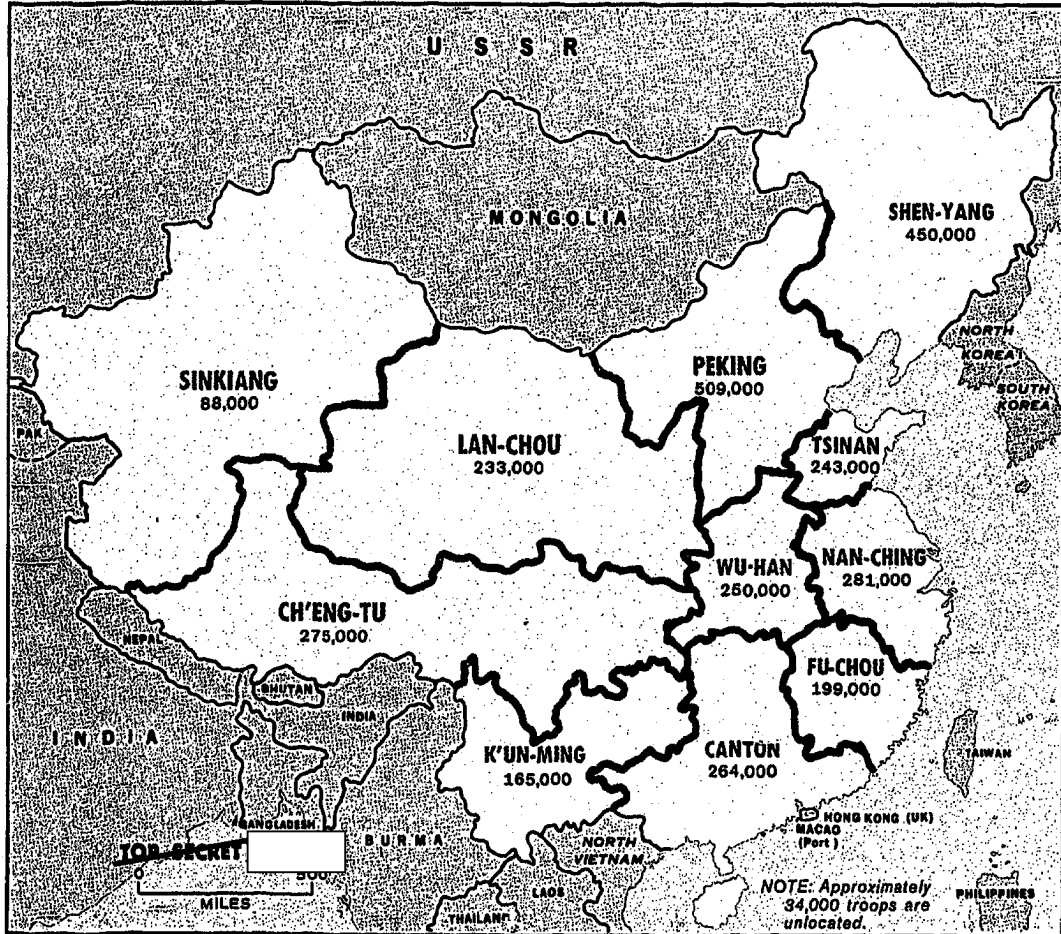 USSR
MONGOLIA
SHEN-YANG
450,000
NORTH
KOREA
SOUTH
KOREA
PEKING
509,000
SINKIANG
88,000
PAK.
LAN-CHOU
233,000
TSINAN
243,000
WU-HAN
250,000
NAN-CHING
281,000
CH'ENG-TU
275,000
NEPAL
BHUTAN
INDIA
INDIA
FU-CHOU
199,000
K'UN-MING
165,000
CANTON
264,000
TAIWAN
BANGLADESH
BURMA
HONG KONG (UK)
MACAO
(Port)
NORTH
VIETNAM
LAOS
THAILAND
PHILIPPINES
TOP SECRET
0 500
MILES
NOTE: Approximately
34,000 troops are
unlocated.